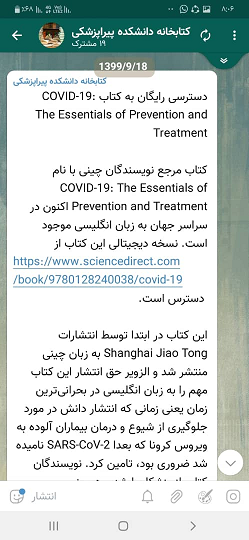 ۸:۰۶
٪۶۸
کتابخانه دانشکده پیراپزشکی
۱۹ مشترک
1399/9/18
کتابخانه دانشکده پیراپزشکی
دسترسی رایگان به کتاب COVID-19:
The Essentials of Prevention and
Treatment
کتاب مرجع نویسندگان چینی با نام
COVID-19: The Essentials of
Prevention and Treatment اکنون در
سراسر جهان به زبان انگلیسی موجود
است. نسخه دیجیتالی این کتاب از
https://www.sciencedirect.com
/book/9780128240038/covid-19
دسترس است.
این کتاب در ابتدا توسط انتشارات
Shanghai Jiao Tong به زبان چینی
منتشر شد و الزویر حق انتشار این کتاب
مهم را به زبان انگلیسی در بحرانی‌ترین
زمان یعنی زمانی که انتشار دانش در مورد
جلوگیری از شیوع و درمان بیماران آلوده به
ویروس کرونا که بعدا SARS-CoV-2 نامیده
شد ضروری بود، تامین کرد. نویسندگان
انتشار